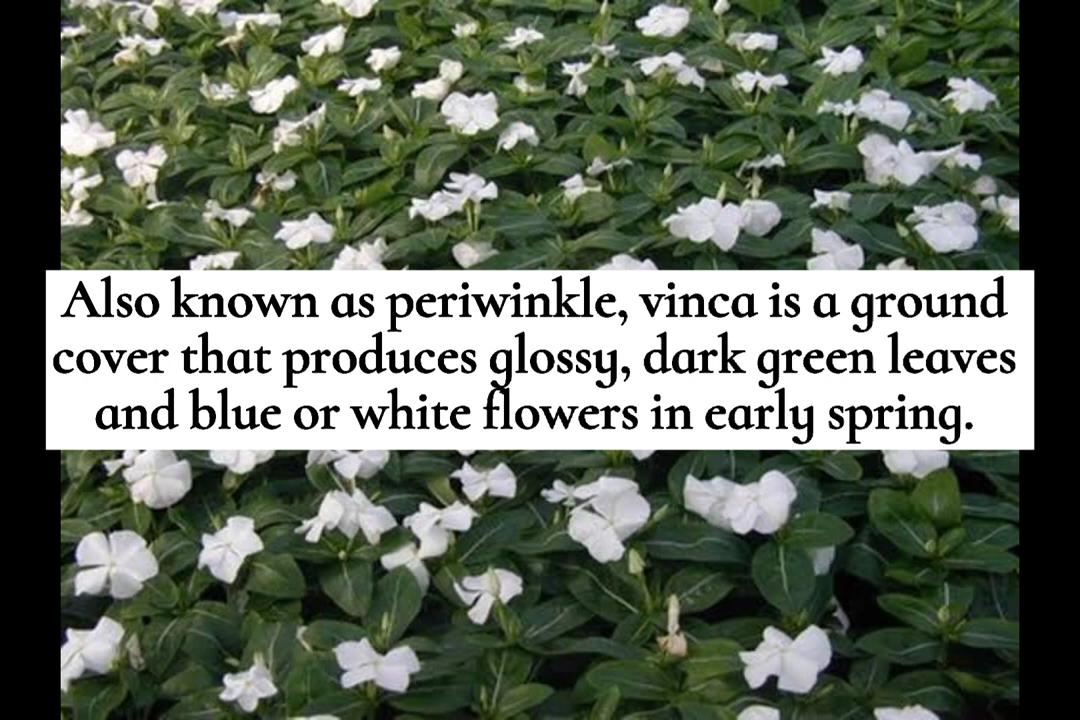 Also known as periwinkle, vinca is a ground
cover that produces glossy, dark green leaves
and blue or white flowers in early spring.